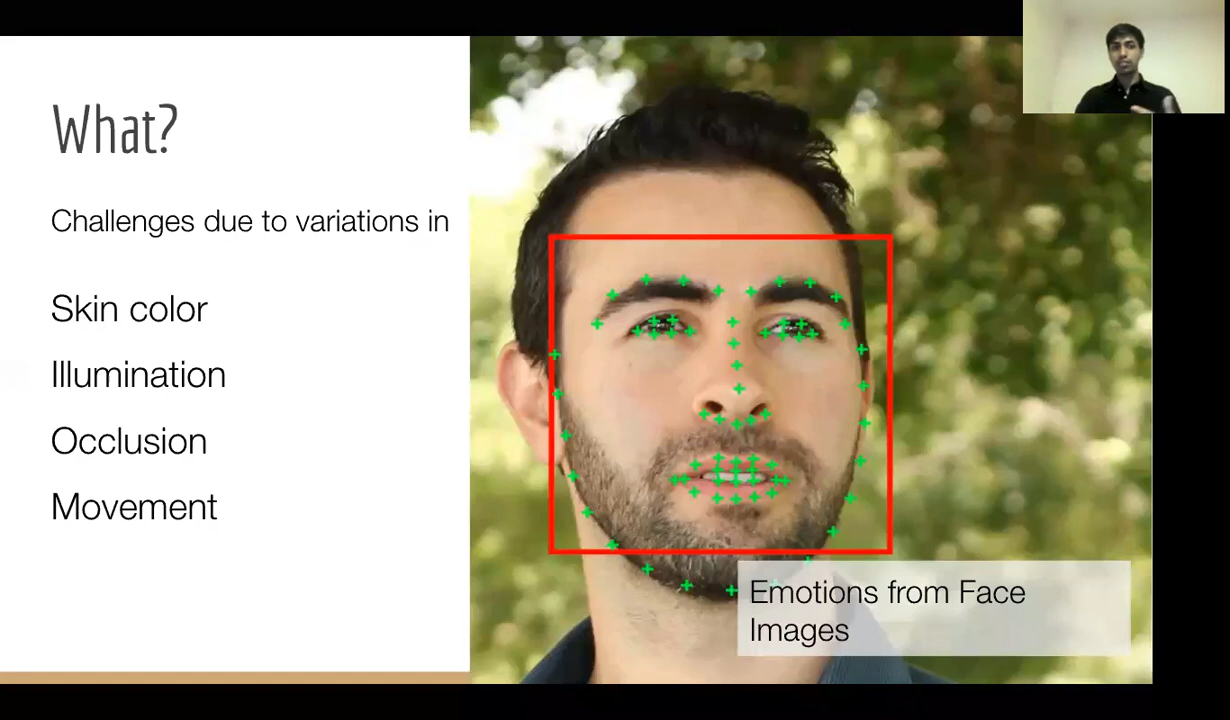 What?
Challenges due to variations in
Skin color
Illumination
Occlusion
Movement
Emotions from Face
Images